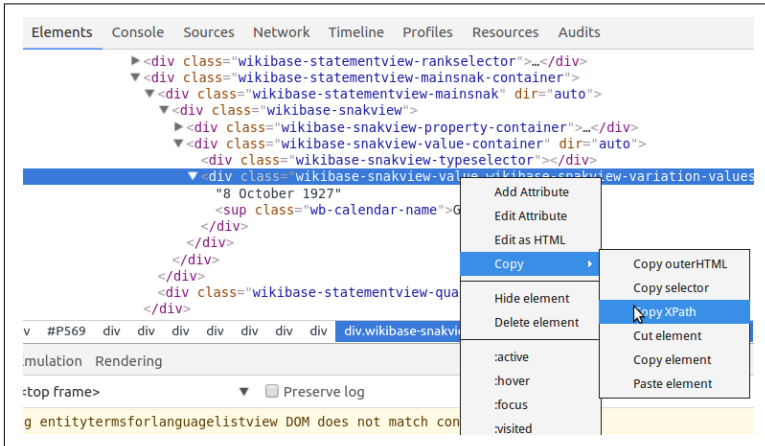 Elements Console Sources Network Timeline Profiles Resources Audits
▶<div class="wikibase-statementview-rankselector">…</div>
▼<div class="wikibase-statementview-mainsnak-container">
▼<div class="wikibase-statementview-mainsnak" dir="auto">
▼<div class="wikibase-snakview">
▶<div class="wikibase-snakview-property-container">…</div>
▼<div class="wikibase-snakview-value-container" dir="auto">
<div class="wikibase-snakview-typeselector"></div>
▼<div class="wikibase-snakview-value wikibase-snakview-variation-values
"8 October 1927"
<sup class="wb-calendar-name">G
</div>
</div>
</div>
</div>
<div class="wikibase-statementview-qua
</div>
Add Attribute
Edit Attribute
Edit as HTML
Copy
Hide element
Delete element
:active
:hover
:focus
:visited
Copy outerHTML
Copy selector
Copy XPath
Cut element
Copy element
Paste element
v #P569 div div div div div div div div.wikibase-snakvi
mulation Rendering
<top frame> ▼ Preserve log
g entitytermsforlanguagelistview DOM does not match con